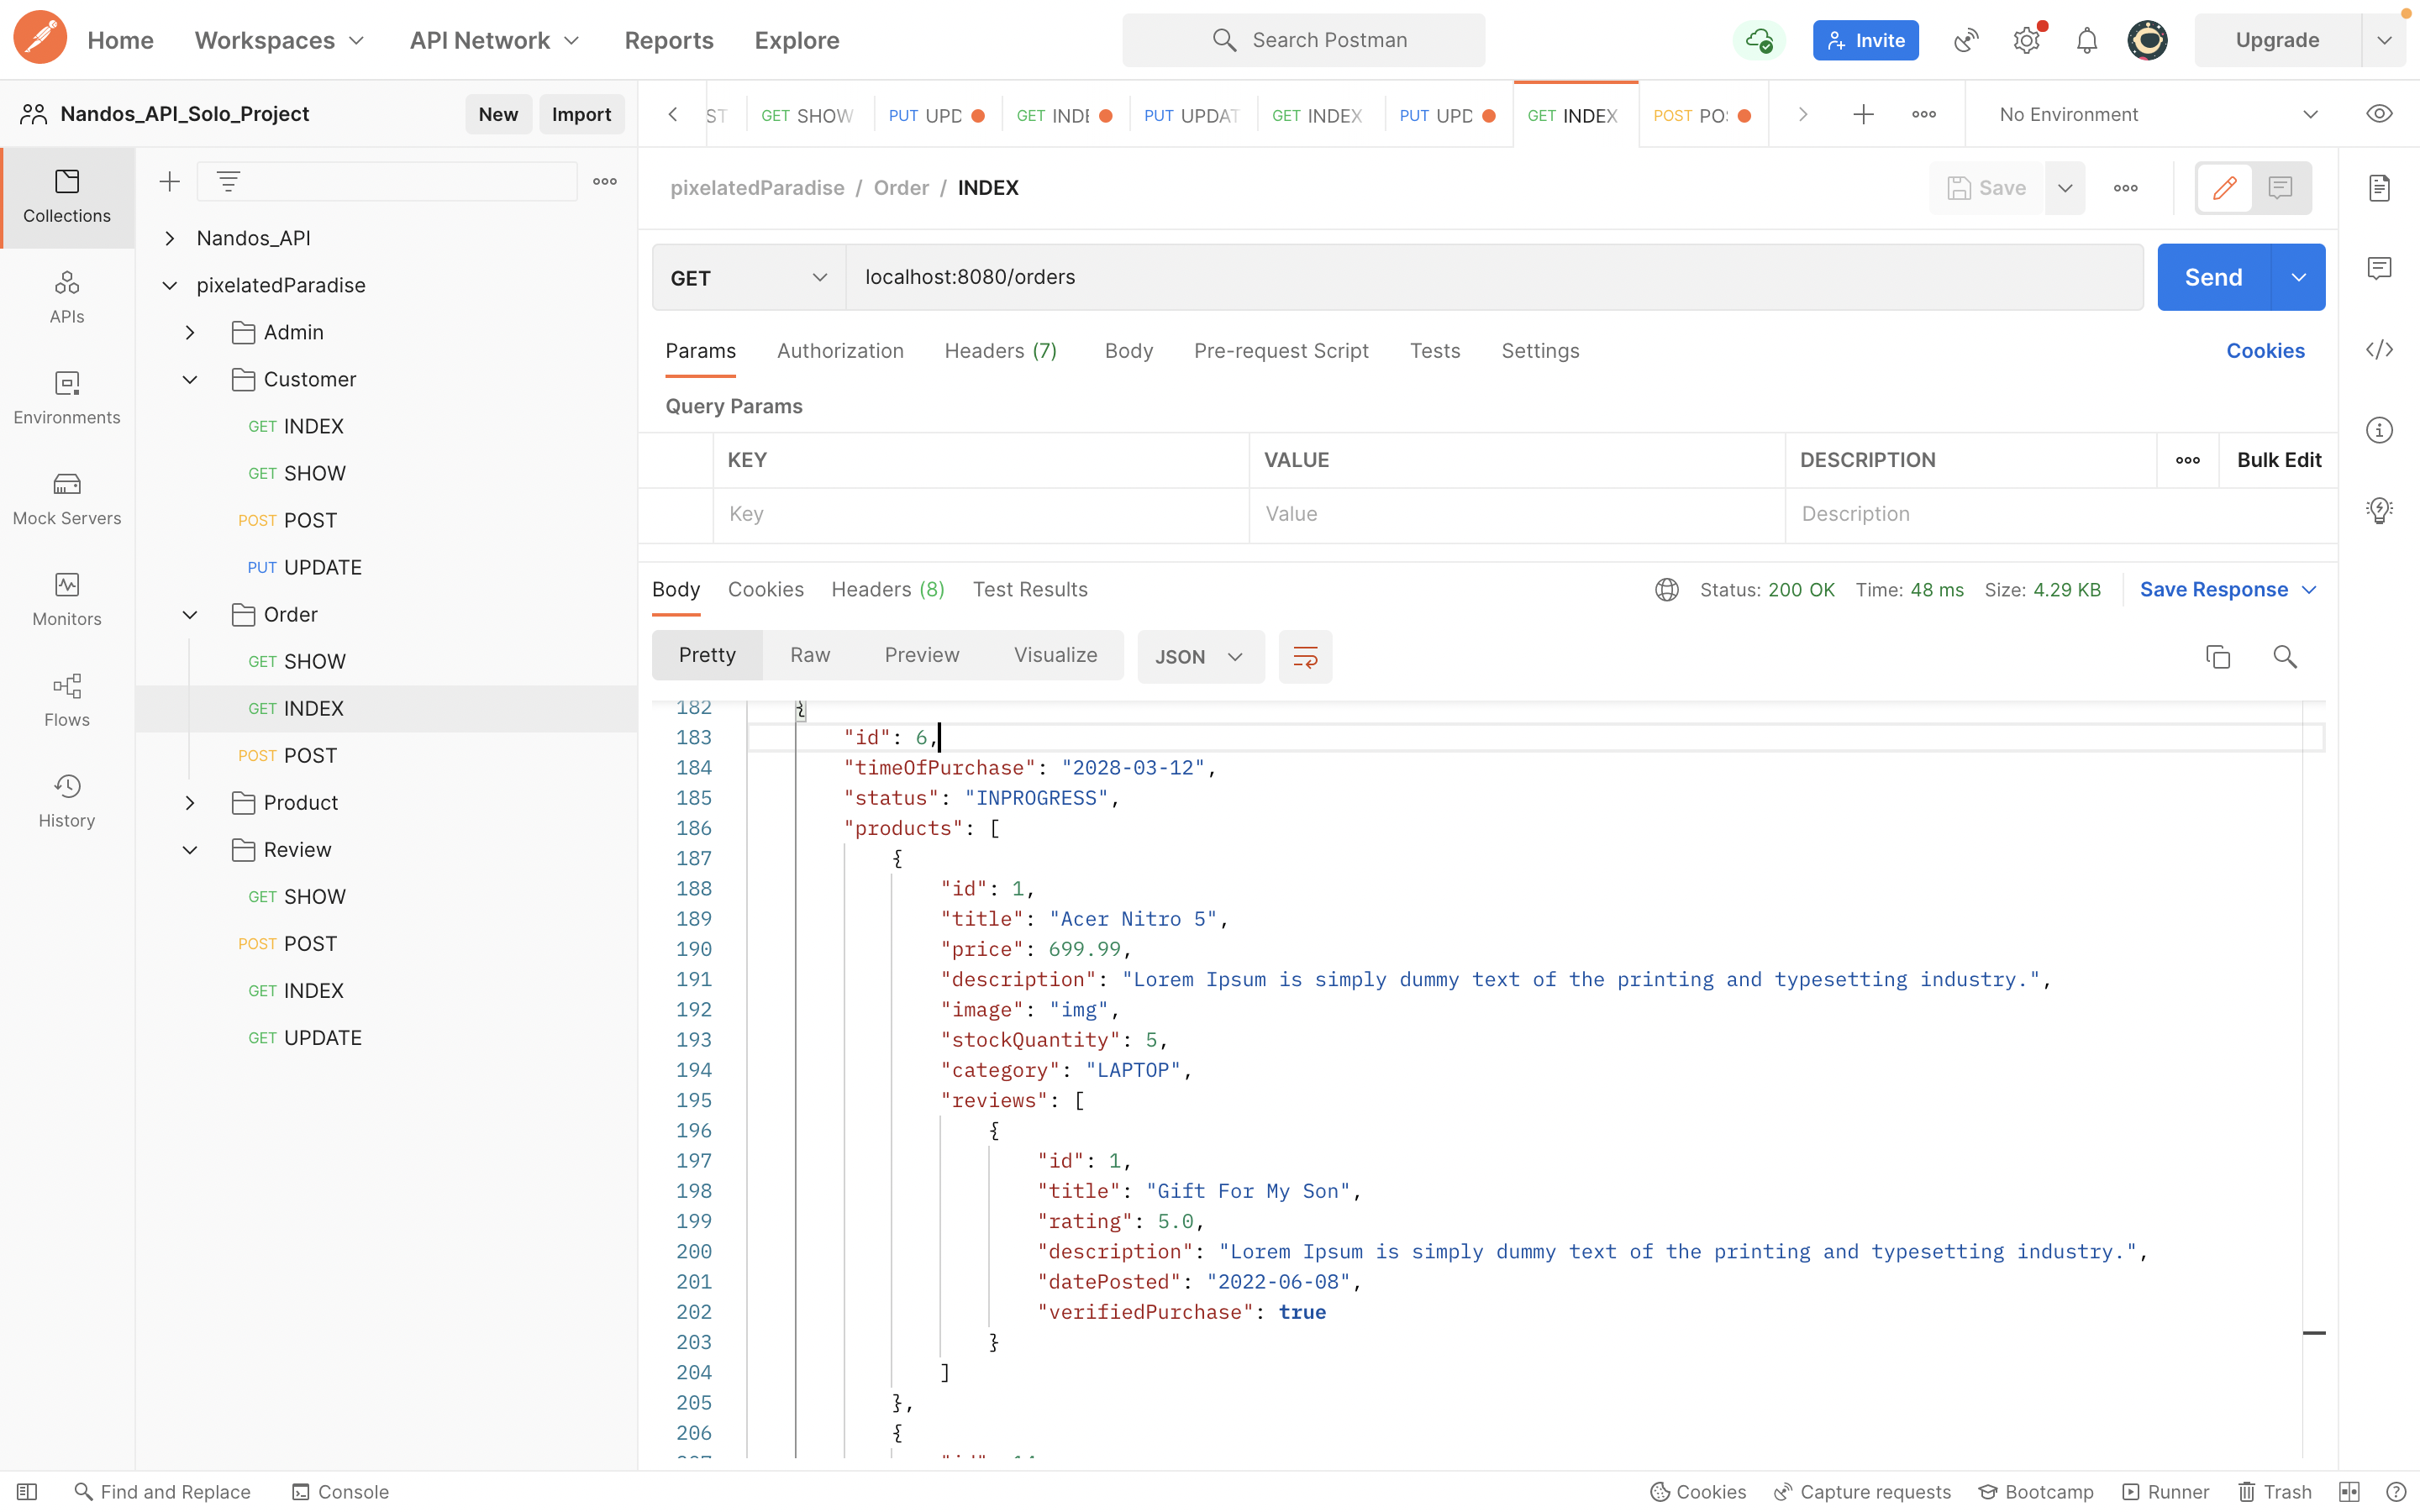 Home Workspaces API Network Reports Explore Search Postman Invite Upgrade
Nandos_API_Solo_Project New Import
ST GET SHOW PUT UPD GET INDE PUT UPDAT GET INDEX PUT UPD GET INDEX POST PO: No Environment
Collections
APIs
Environments
Mock Servers
Monitors
Flows
History
Nandos_API
pixelatedParadise
Admin
Customer
GET INDEX
GET SHOW
POST POST
PUT UPDATE
Order
GET SHOW
GET INDEX
POST POST
Product
Review
GET SHOW
POST POST
GET INDEX
GET UPDATE
pixelatedParadise / Order / INDEX Save
GET localhost:8080/orders Send
Params Authorization Headers (7) Body Pre-request Script Tests Settings Cookies
Query Params
KEY VALUE DESCRIPTION Bulk Edit
Key Value Description
Body Cookies Headers (8) Test Results Status: 200 OK Time: 48 ms Size: 4.29 KB Save Response
Pretty Raw Preview Visualize JSON
182 {
183 "id": 6,
184 "timeOfPurchase": "2028-03-12",
185 "status": "INPROGRESS",
186 "products": [
187 {
188 "id": 1,
189 "title": "Acer Nitro 5",
190 "price": 699.99,
191 "description": "Lorem Ipsum is simply dummy text of the printing and typesetting industry.",
192 "image": "img",
193 "stockQuantity": 5,
194 "category": "LAPTOP",
195 "reviews": [
196 {
197 "id": 1,
198 "title": "Gift For My Son",
199 "rating": 5.0,
200 "description": "Lorem Ipsum is simply dummy text of the printing and typesetting industry.",
201 "datePosted": "2022-06-08",
202 "verifiedPurchase": true
203 }
204 ]
205 },
206 {
Find and Replace Console Cookies Capture requests Bootcamp Runner Trash